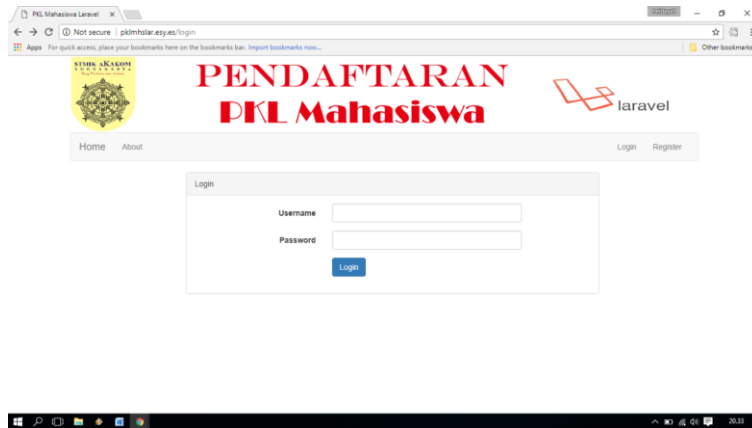 PKL Mahasiswa Laravel
Not secure | pklmhslar.esy.es/login
Apps For quick access, place your bookmarks here on the bookmarks bar. Import bookmarks now...
Other bookmarks
STMIK AKAKOM
YOGYAKARTA
PENDAFTARAN
PKL Mahasiswa
laravel
Home About Login Register
Login
Username
Password
Login
20.33